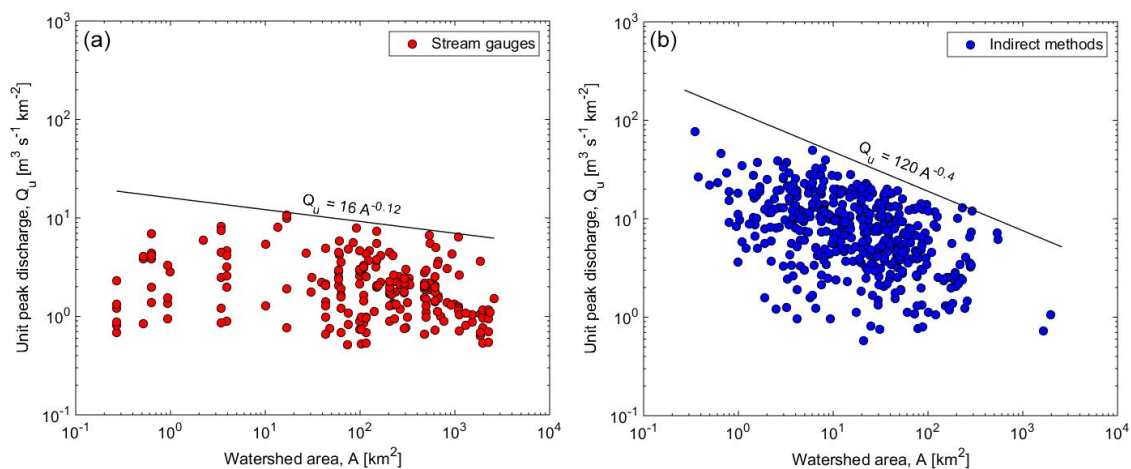 (a)
Stream gauges
Q_u = 16 A^-0.12
Unit peak discharge, Q_u [m^3 s^-1 km^-2]
10^3
10^2
10^1
10^0
10^-1
10^-1
10^0
10^1
10^2
10^3
10^4
Watershed area, A [km^2]
(b)
Indirect methods
Q_u = 120 A^-0.4
Unit peak discharge, Q_u [m^3 s^-1 km^-2]
10^3
10^2
10^1
10^0
10^-1
10^-1
10^0
10^1
10^2
10^3
10^4
Watershed area, A [km^2]